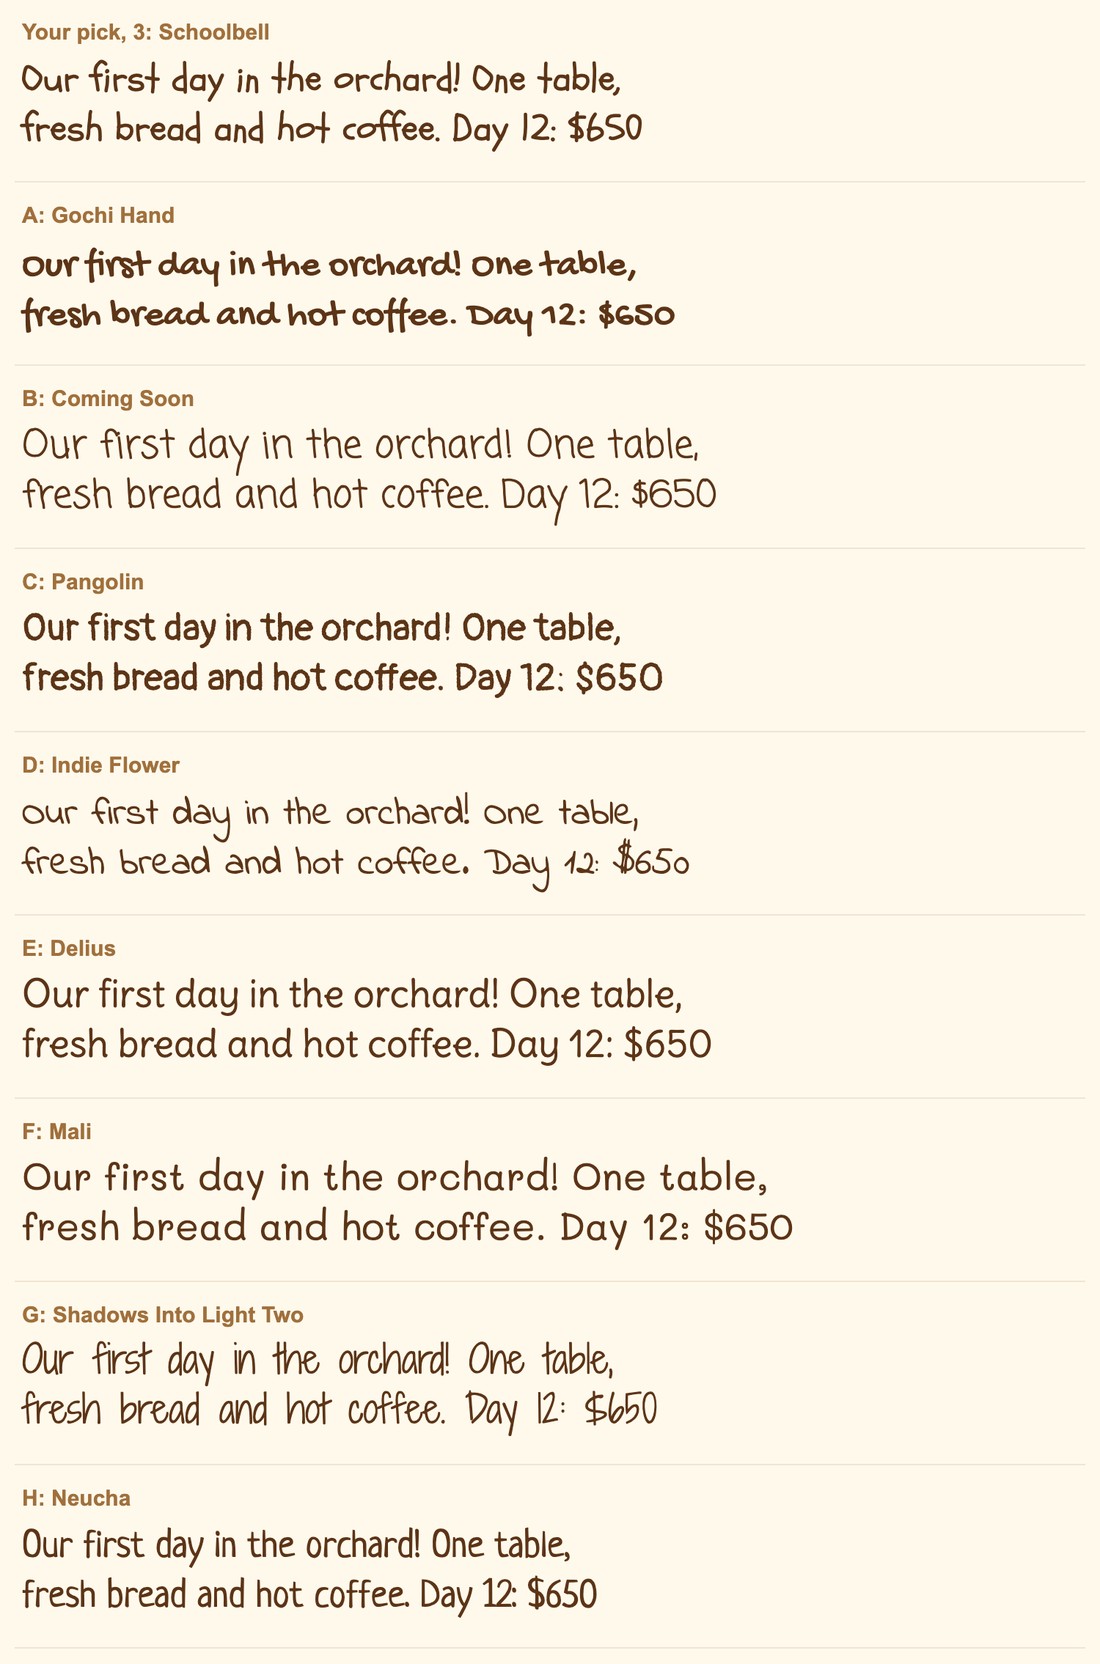 Your pick, 3: Schoolbell
Our first day in the orchard! One table,
fresh bread and hot coffee. Day 12: $650
A: Gochi Hand
Our first day in the orchard! One table,
fresh bread and hot coffee. Day 12: $650
B: Coming Soon
Our first day in the orchard! One table,
fresh bread and hot coffee. Day 12: $650
C: Pangolin
Our first day in the orchard! One table,
fresh bread and hot coffee. Day 12: $650
D: Indie Flower
Our first day in the orchard! One table,
fresh bread and hot coffee. Day 12: $650
E: Delius
Our first day in the orchard! One table,
fresh bread and hot coffee. Day 12: $650
F: Mali
Our first day in the orchard! One table,
fresh bread and hot coffee. Day 12: $650
G: Shadows Into Light Two
Our first day in the orchard! One table,
fresh bread and hot coffee. Day 12: $650
H: Neucha
Our first day in the orchard! One table,
fresh bread and hot coffee. Day 12: $650